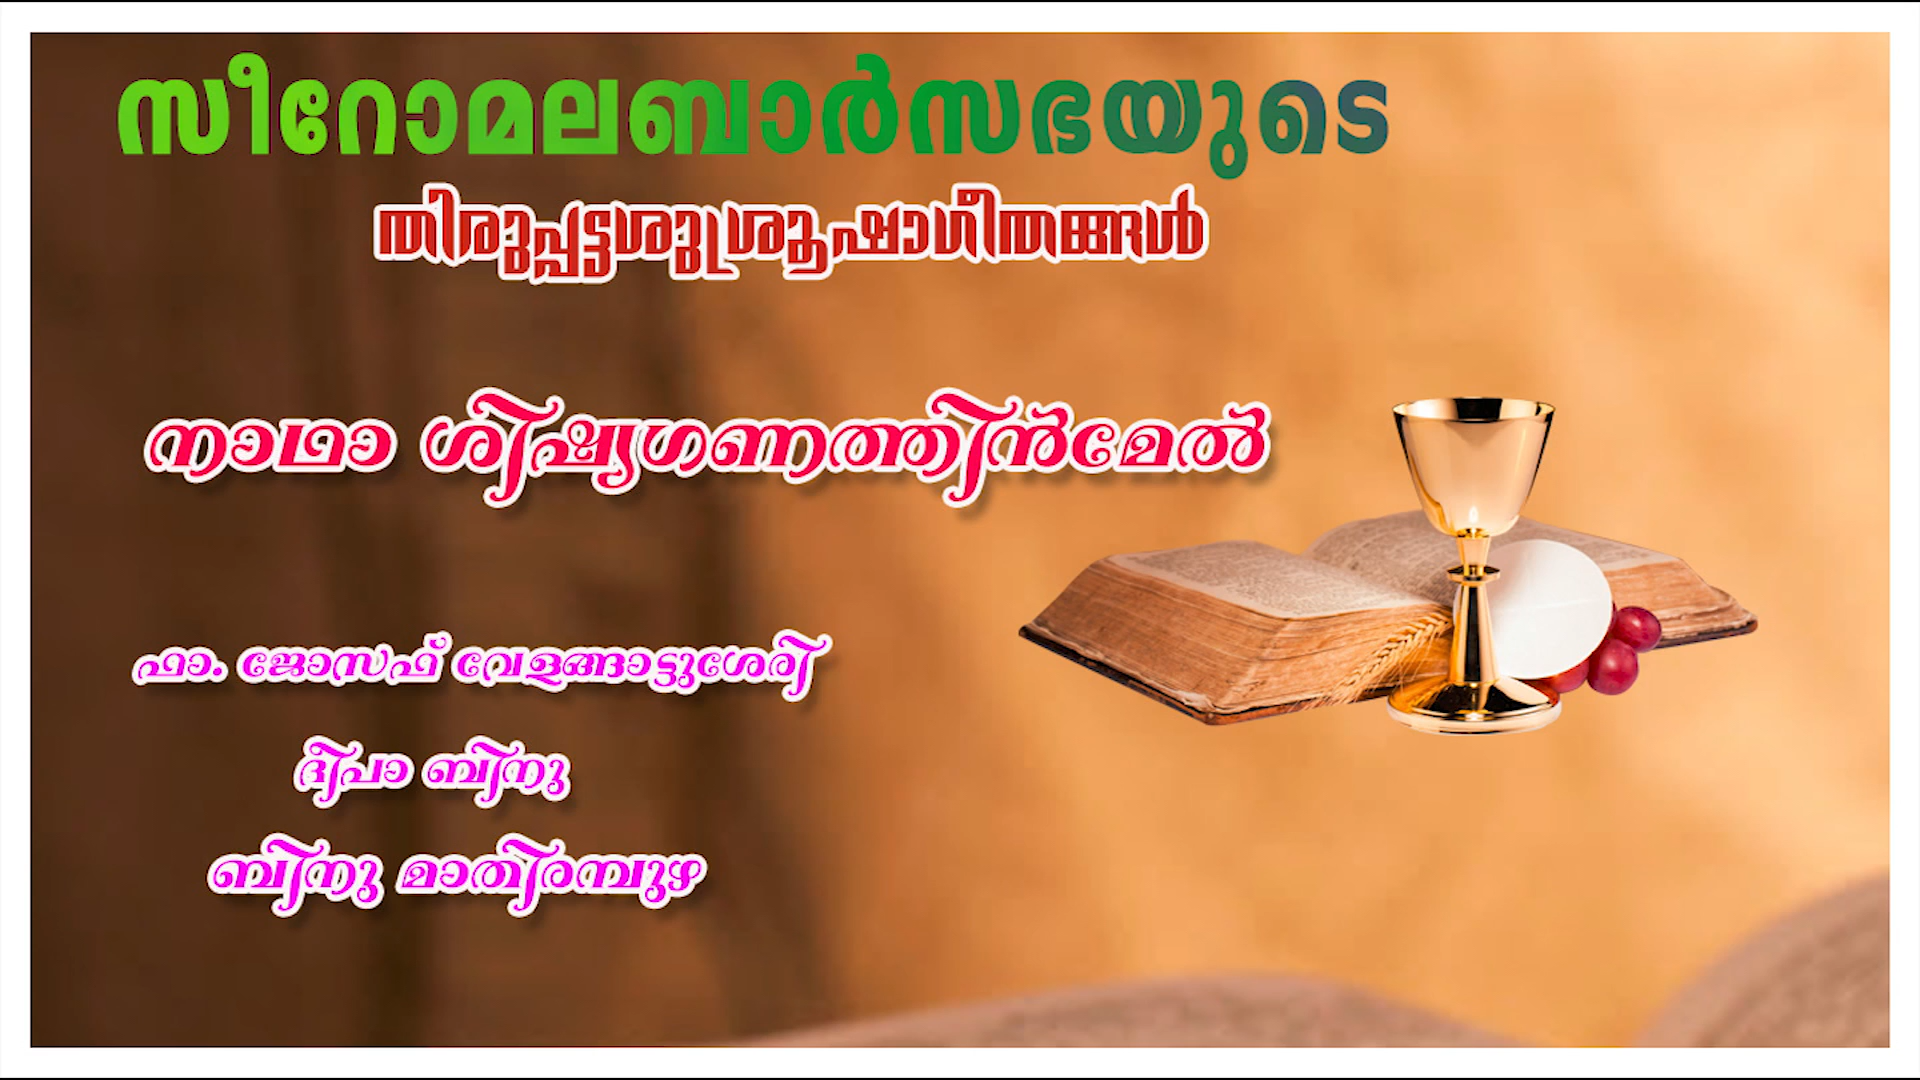 സീറോമലബാർസഭയുടെ
തിരുപ്പട്ടശുശ്രൂഷാഗീതങ്ങൾ
നാഥാ ശിഷ്യഗണത്തിൻമേൽ
ഫാ. ജോസഫ് വേളങ്ങാട്ടുശേരി
ദീപാ ബിനു
ബിനു മാതിരമ്പുഴ